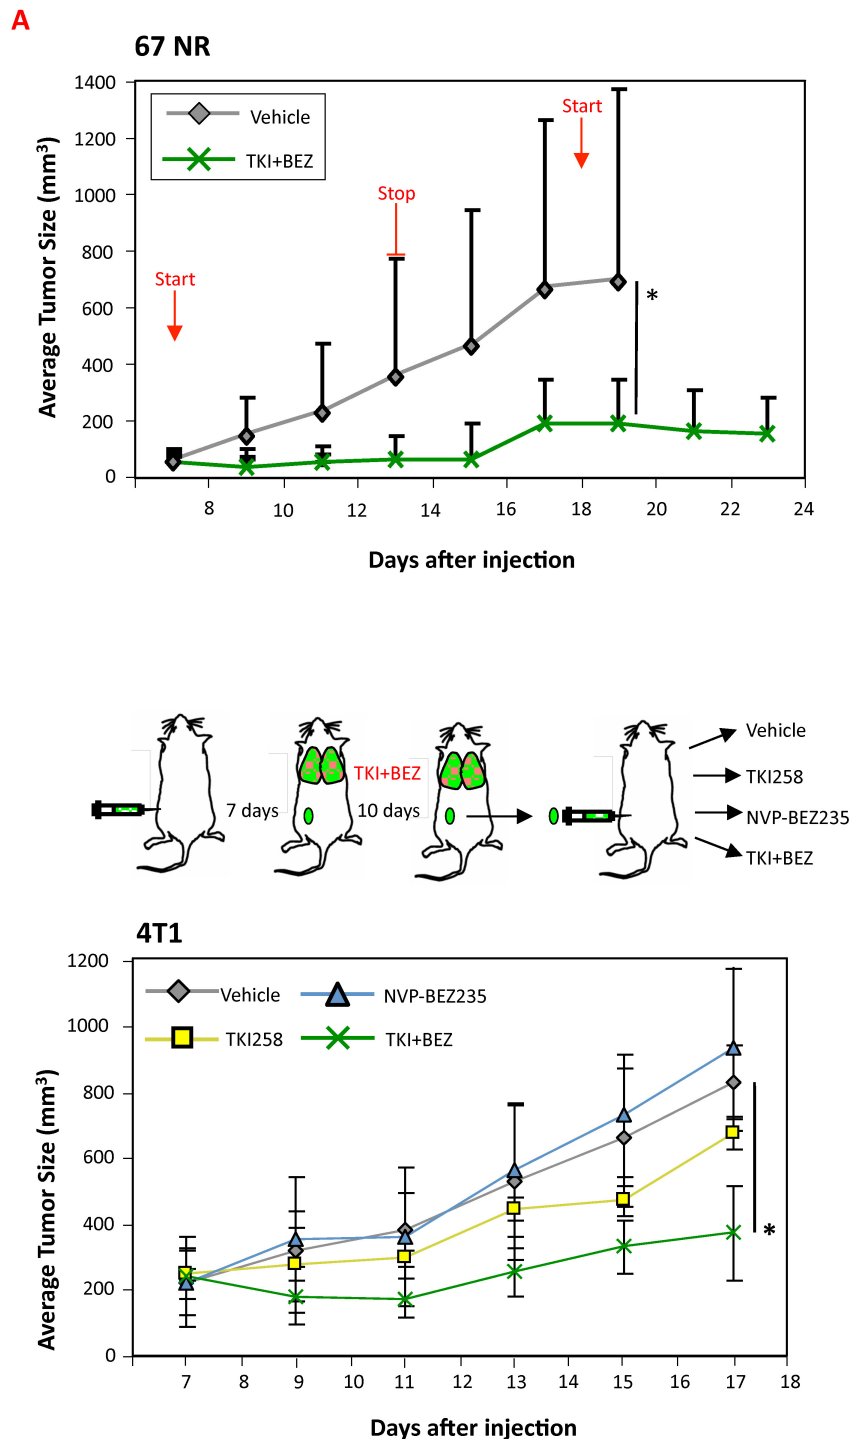 A
67 NR
1400
1200
1000
800
600
400
200
0
Average Tumor Size (mm³)
Vehicle
TKI+BEZ
Start
Stop
Start
*
8 10 12 14 16 18 20 22 24
Days after injection
7 days
TKI+BEZ
10 days
Vehicle
TKI258
NVP-BEZ235
TKI+BEZ
4T1
1200
1000
800
600
400
200
0
Average Tumor Size (mm³)
Vehicle NVP-BEZ235
TKI258 TKI+BEZ
*
7 8 9 10 11 12 13 14 15 16 17 18
Days after injection